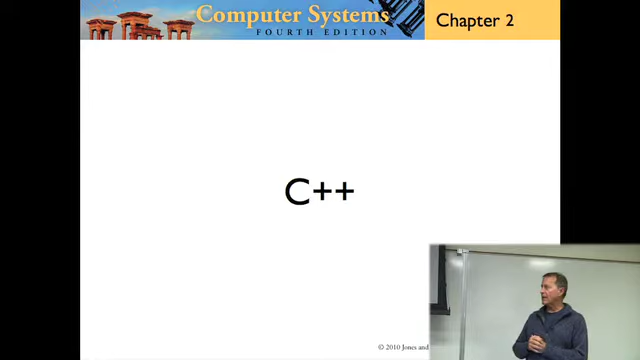 Computer Systems
FOURTH EDITION
Chapter 2
C++
© 2010 Jones and